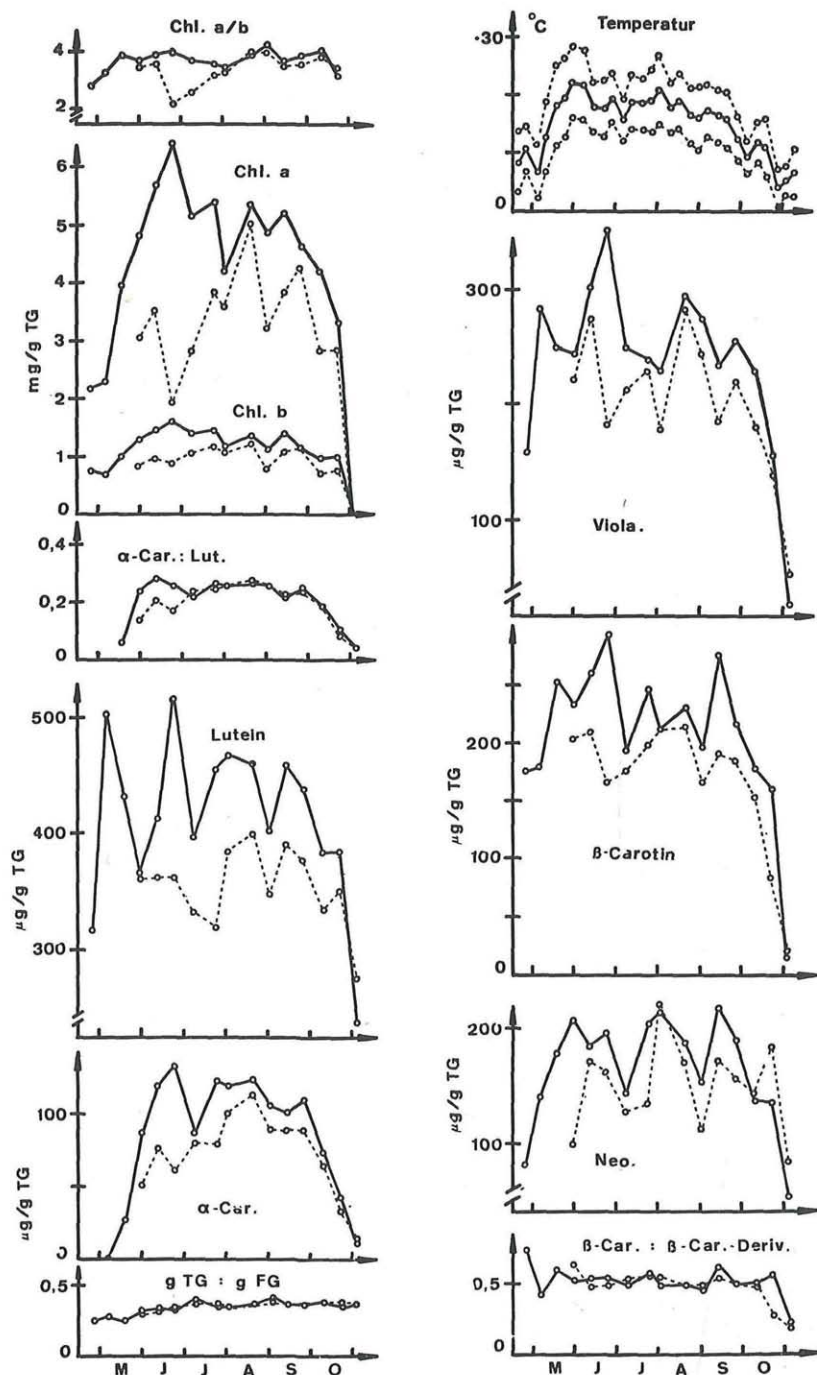 Chl. a/b
4
2
Chl. a
6
5
4
3
2
1
0
mg/g TG
Chl. b
α-Car.: Lut.
0,4
0,2
0
Lutein
500
400
300
µg/g TG
α-Car.
100
0
µg/g TG
g TG : g FG
0,5
0
M J J A S O
°C
Temperatur
30
0
300
100
µg/g TG
Viola.
200
100
0
µg/g TG
ß-Carotin
200
100
µg/g TG
Neo.
ß-Car. : ß-Car.-Deriv.
0,5
0
M J J A S O